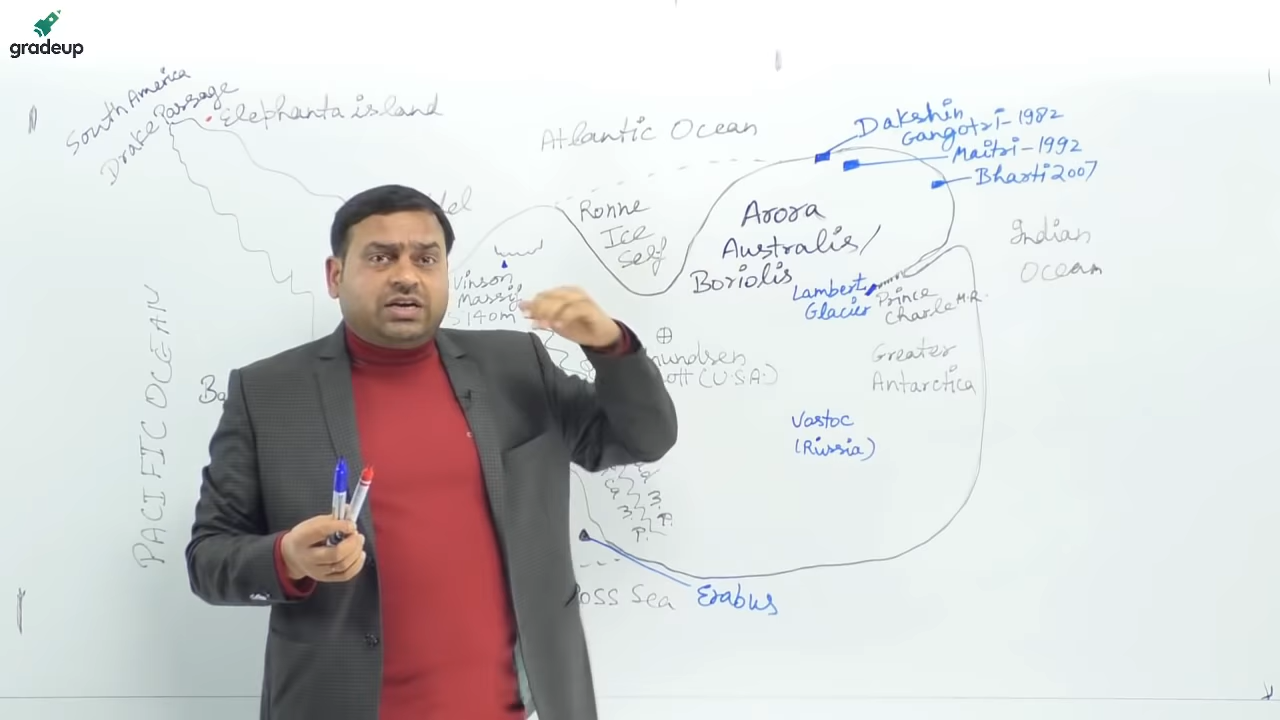 gradeup
South America
Drake Passage
Elephanta island
Atlantic Ocean
Dakshin
Gangotri-1982
Maitri-1992
Bharti 2007
Ronne
Ice
Self
Arora
Australis/
Boriolis
Indian
Ocean
Vinson
Massif
5140m
Lambert
Glacier
Prince
Charle M.R.
Greater
Antarctica
(U.S.A.)
Vastoc
(Russia)
PACIFIC OCEAN
Sea
Erabus